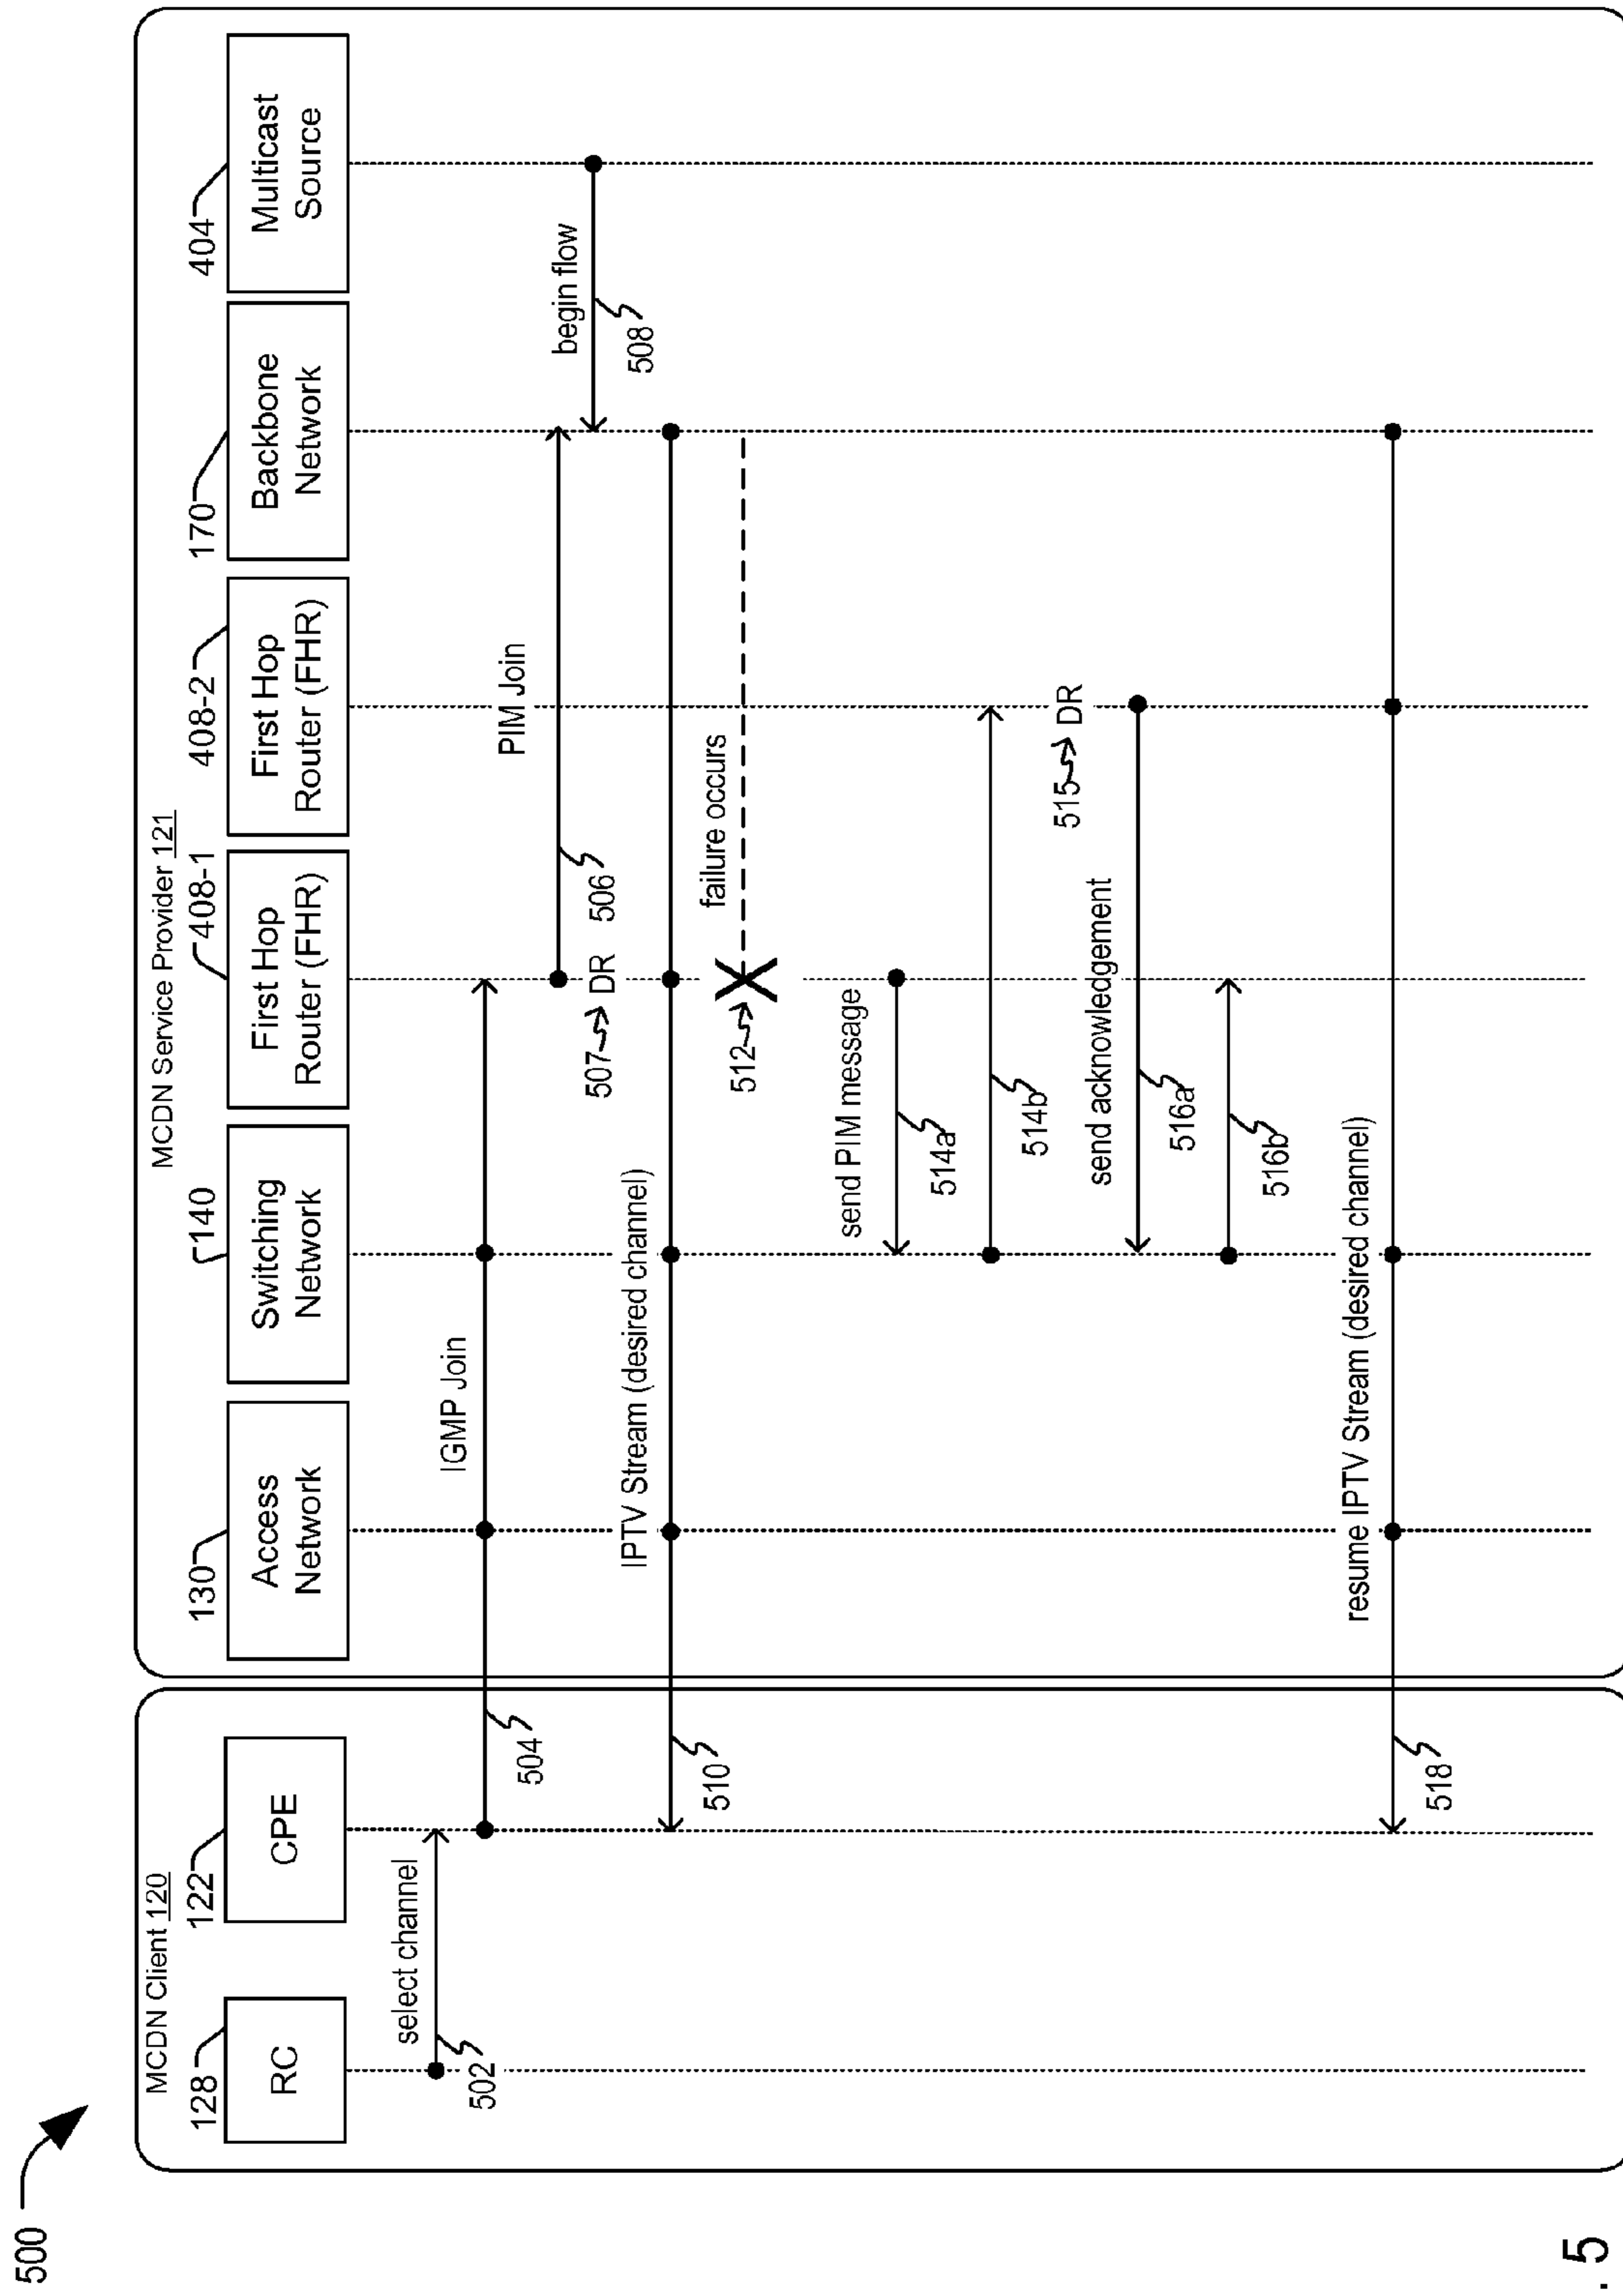 500
MCDN Client 120
128
RC
122
CPE
MCDN Service Provider 121
130
Access
Network
140
Switching
Network
408-1
First Hop
Router (FHR)
408-2
First Hop
Router (FHR)
170
Backbone
Network
404
Multicast
Source
select channel
502
IGMP Join
504
PIM Join
506
507
DR
begin flow
508
IPTV Stream (desired channel)
510
failure occurs
512
send PIM message
514a
514b
515
DR
send acknowledgement
516a
516b
resume IPTV Stream (desired channel)
518
. 5